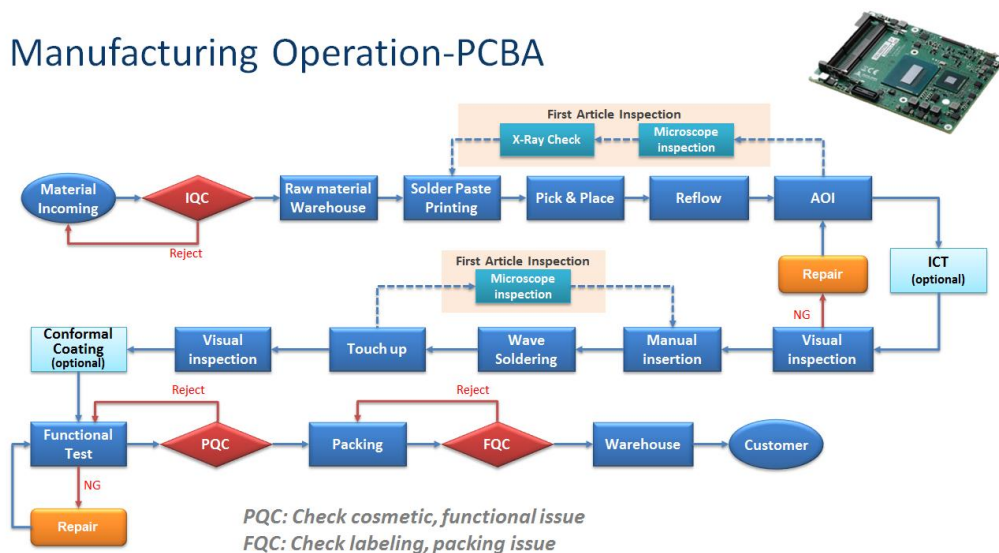 Manufacturing Operation-PCBA
First Article Inspection
X-Ray Check
Microscope
inspection
Material
Incoming
IQC
Raw material
Warehouse
Solder Paste
Printing
Pick & Place
Reflow
AOI
Reject
First Article Inspection
Microscope
inspection
Repair
ICT
(optional)
NG
Conformal
Coating
(optional)
Visual
inspection
Touch up
Wave
Soldering
Manual
insertion
Visual
inspection
Reject
Reject
Functional
Test
PQC
Packing
FQC
Warehouse
Customer
NG
Repair
PQC: Check cosmetic, functional issue
FQC: Check labeling, packing issue